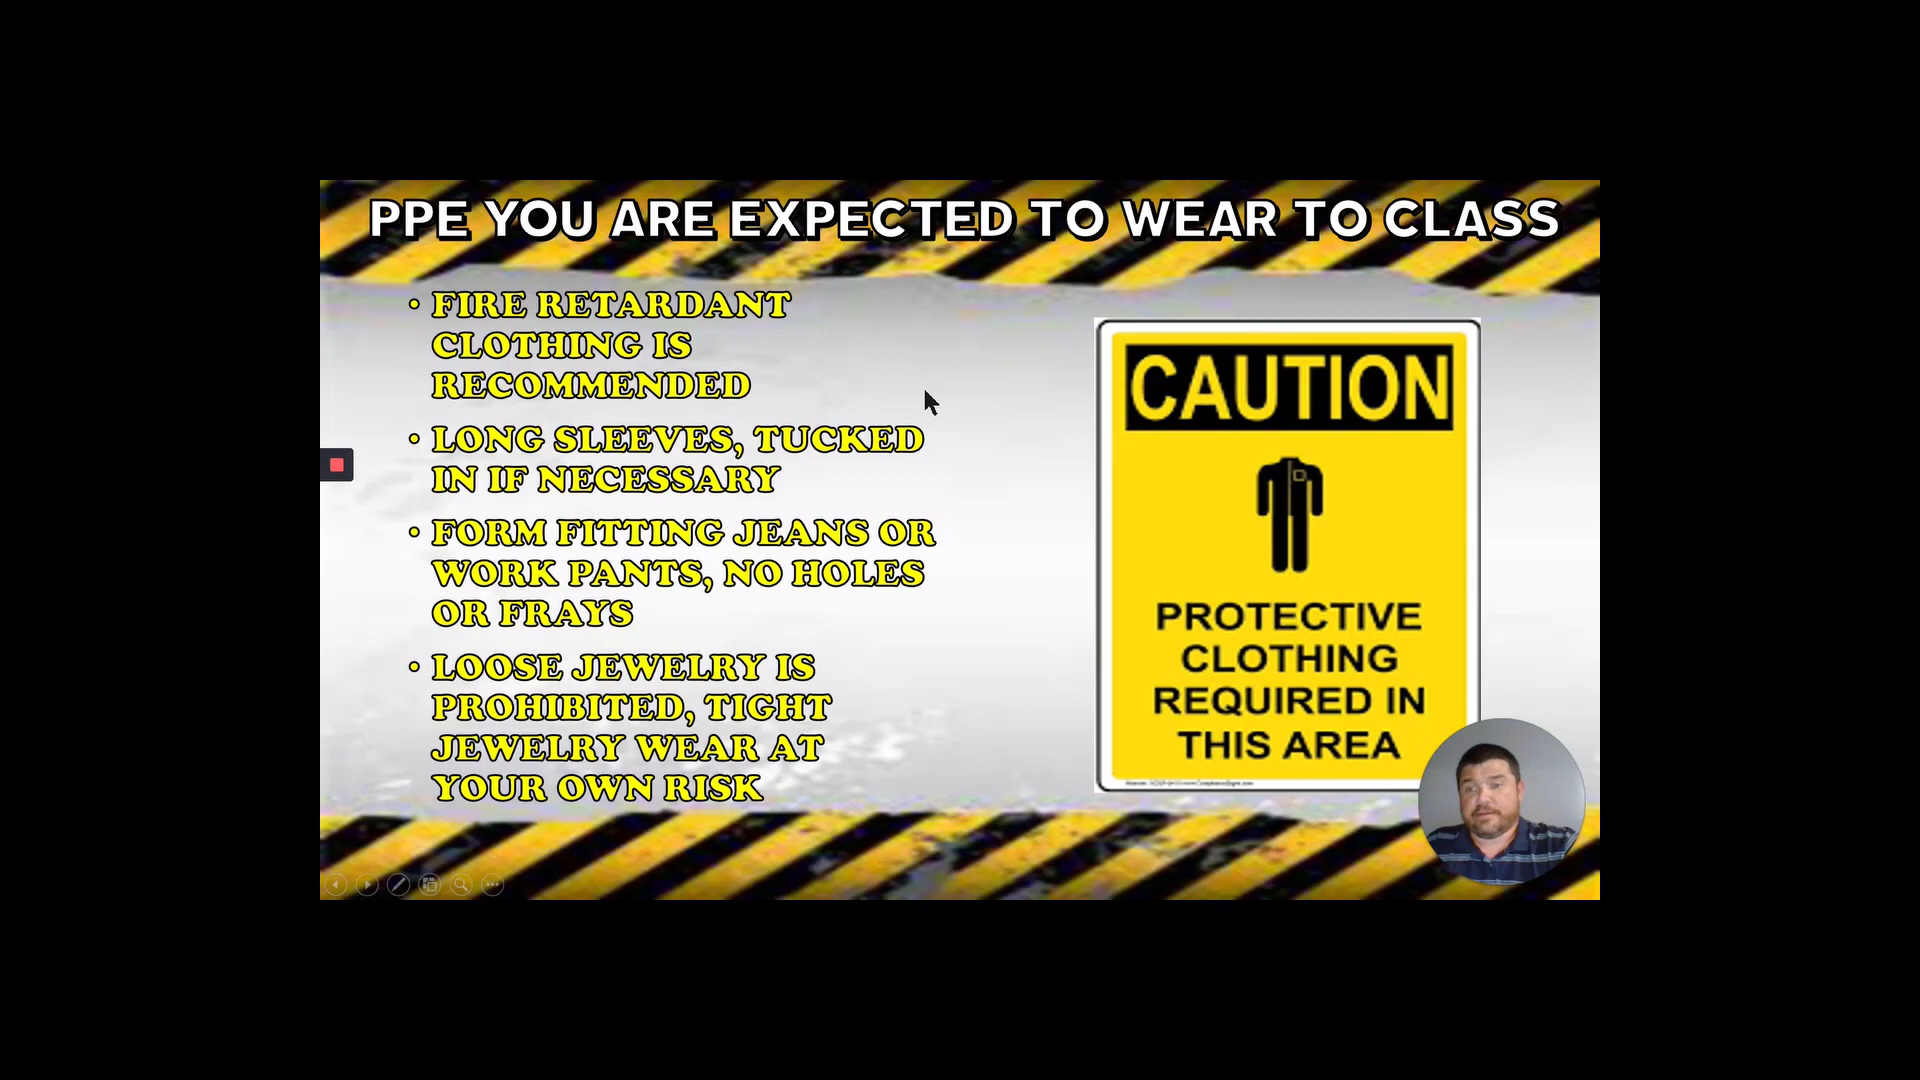 PPE YOU ARE EXPECTED TO WEAR TO CLASS
• FIRE RETARDANT
CLOTHING IS
RECOMMENDED
• LONG SLEEVES, TUCKED
IN IF NECESSARY
• FORM FITTING JEANS OR
WORK PANTS, NO HOLES
OR FRAYS
• LOOSE JEWELRY IS
PROHIBITED, TIGHT
JEWELRY WEAR AT
YOUR OWN RISK
CAUTION
PROTECTIVE
CLOTHING
REQUIRED IN
THIS AREA